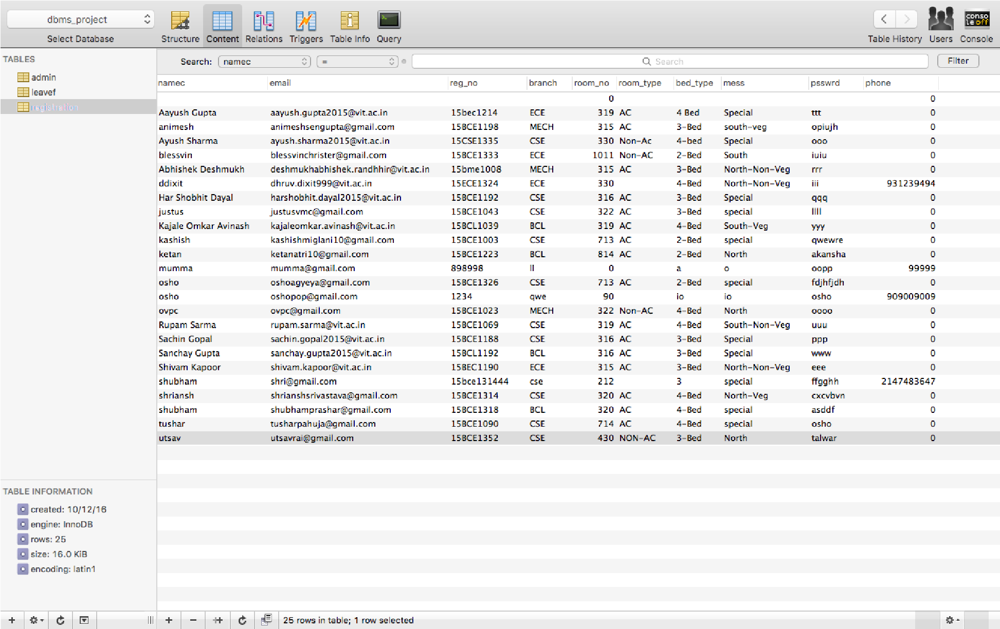 dbms_project
Select Database
Structure Content Relations Triggers Table Info Query
Table History Users Console
conso
le off
TABLES
admin
leavef
registration
Search: namec = Search Filter
namec email reg_no branch room_no room_type bed_type mess psswrd phone
0 0
Aayush Gupta aayush.gupta2015@vit.ac.in 15bec1214 ECE 319 AC 4 Bed Special ttt 0
animesh animeshsengupta@gmail.com 15BCE1198 MECH 315 AC 3-Bed south-veg opiujh 0
Ayush Sharma ayush.sharma2015@vit.ac.in 15CSE1335 CSE 330 Non-Ac 4-bed Special ooo 0
blessvin blessvinchrister@gmail.com 15BCE1333 ECE 1011 Non-AC 2-Bed South iuiu 0
Abhishek Deshmukh deshmukhabhishek.randhhir@vit.ac.in 15bme1008 MECH 315 AC 3-Bed North-Non-Veg rrr 0
ddixit dhruv.dixit999@vit.ac.in 15ECE1324 ECE 330 4-Bed North-Non-Veg iii 931239494
Har Shobhit Dayal harshobhit.dayal2015@vit.ac.in 15BCE1192 CSE 316 AC 3-Bed Special qqq 0
justus justusvmc@gmail.com 15BCE1043 CSE 322 AC 3-Bed special llll 0
Kajale Omkar Avinash kajaleomkar.avinash@vit.ac.in 15BCL1039 BCL 319 AC 4-Bed South-Veg yyy 0
kashish kashishmiglani10@gmail.com 15BCE1003 CSE 713 AC 2-Bed special qwewre 0
ketan ketanatri10@gmail.com 15BCE1223 BCL 814 AC 2-Bed North akansha 0
mumma mumma@gmail.com 898998 ll 0 a o oopp 99999
osho oshoagyeya@gmail.com 15BCE1326 CSE 713 AC 2-Bed special fdjhfjdh 0
osho oshopop@gmail.com 1234 qwe 90 io io osho 909009009
ovpc ovpc@gmail.com 15BCE1023 MECH 322 Non-AC 4-Bed North oooo 0
Rupam Sarma rupam.sarma@vit.ac.in 15BCE1069 CSE 319 AC 4-Bed South-Non-Veg uuu 0
Sachin Gopal sachin.gopal2015@vit.ac.in 15BCE1188 CSE 316 AC 3-Bed Special ppp 0
Sanchay Gupta sanchay.gupta2015@vit.ac.in 15BCL1192 BCL 316 AC 3-Bed Special www 0
Shivam Kapoor shivam.kapoor@vit.ac.in 15BEC1190 ECE 315 AC 3-Bed North-Non-Veg eee 0
shubham shri@gmail.com 15bce131444 cse 212 3 special ffgghh 2147483647
shriansh shrianshsrivastava@gmail.com 15BCE1314 CSE 320 AC 4-Bed North-Veg cxcvbvn 0
shubham shubhamprashar@gmail.com 15BCE1318 BCL 320 AC 4-Bed special asddf 0
tushar tusharpahuja@gmail.com 15BCE1090 CSE 714 AC 4-Bed special osho 0
utsav utsavrai@gmail.com 15BCE1352 CSE 430 NON-AC 3-Bed North talwar 0
TABLE INFORMATION
created: 10/12/16
engine: InnoDB
rows: 25
size: 16.0 KiB
encoding: latin1
25 rows in table; 1 row selected